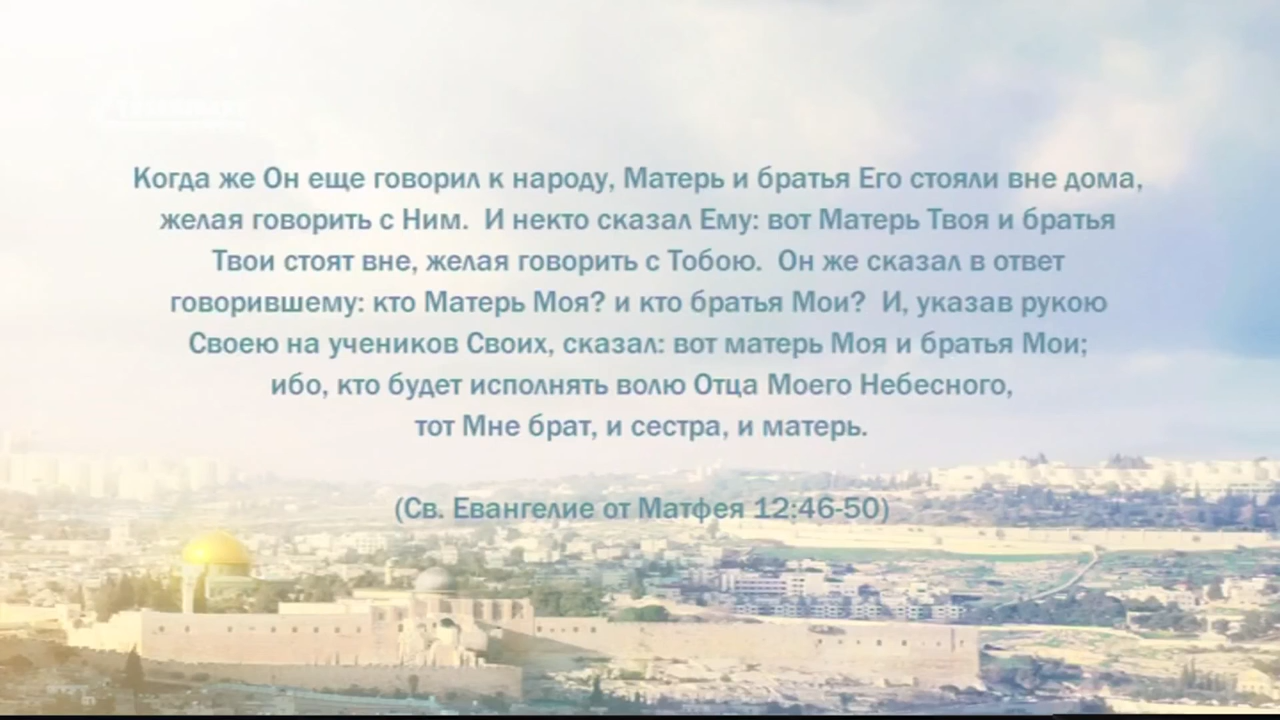 Когда же Он еще говорил к народу, Матерь и братья Его стояли вне дома,
желая говорить с Ним.  И некто сказал Ему: вот Матерь Твоя и братья
Твои стоят вне, желая говорить с Тобою.  Он же сказал в ответ
говорившему: кто Матерь Моя? и кто братья Мои?  И, указав рукою
Своею на учеников Своих, сказал: вот матерь Моя и братья Мои;
ибо, кто будет исполнять волю Отца Моего Небесного,
тот Мне брат, и сестра, и матерь.
(Св. Евангелие от Матфея 12:46-50)